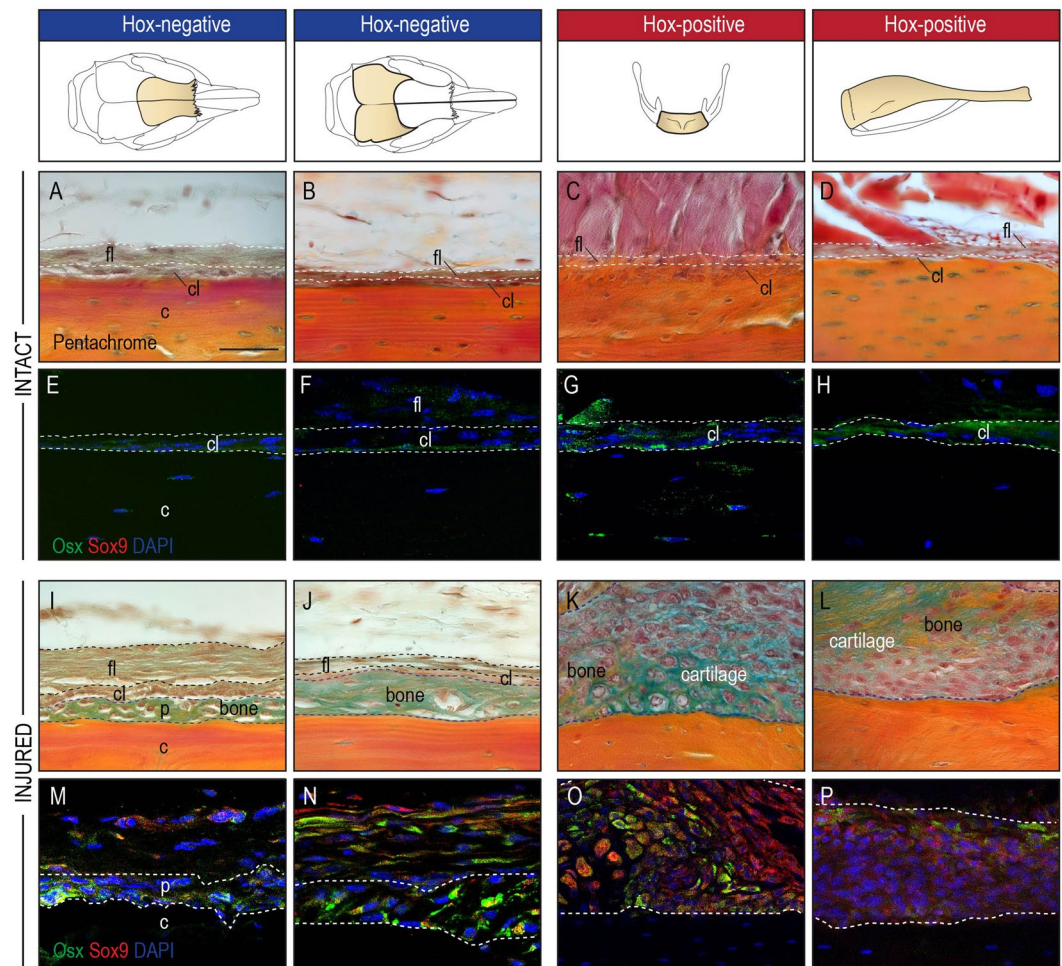 Hox-negative
Hox-negative
Hox-positive
Hox-positive
INTACT
A
fl
cl
c
Pentachrome
B
fl
cl
C
fl
cl
D
fl
cl
E
cl
c
Osx Sox9 DAPI
F
fl
cl
G
cl
H
cl
INJURED
I
fl
cl
p
bone
c
J
fl
cl
bone
K
bone
cartilage
L
bone
cartilage
M
p
c
Osx Sox9 DAPI
N
O
P